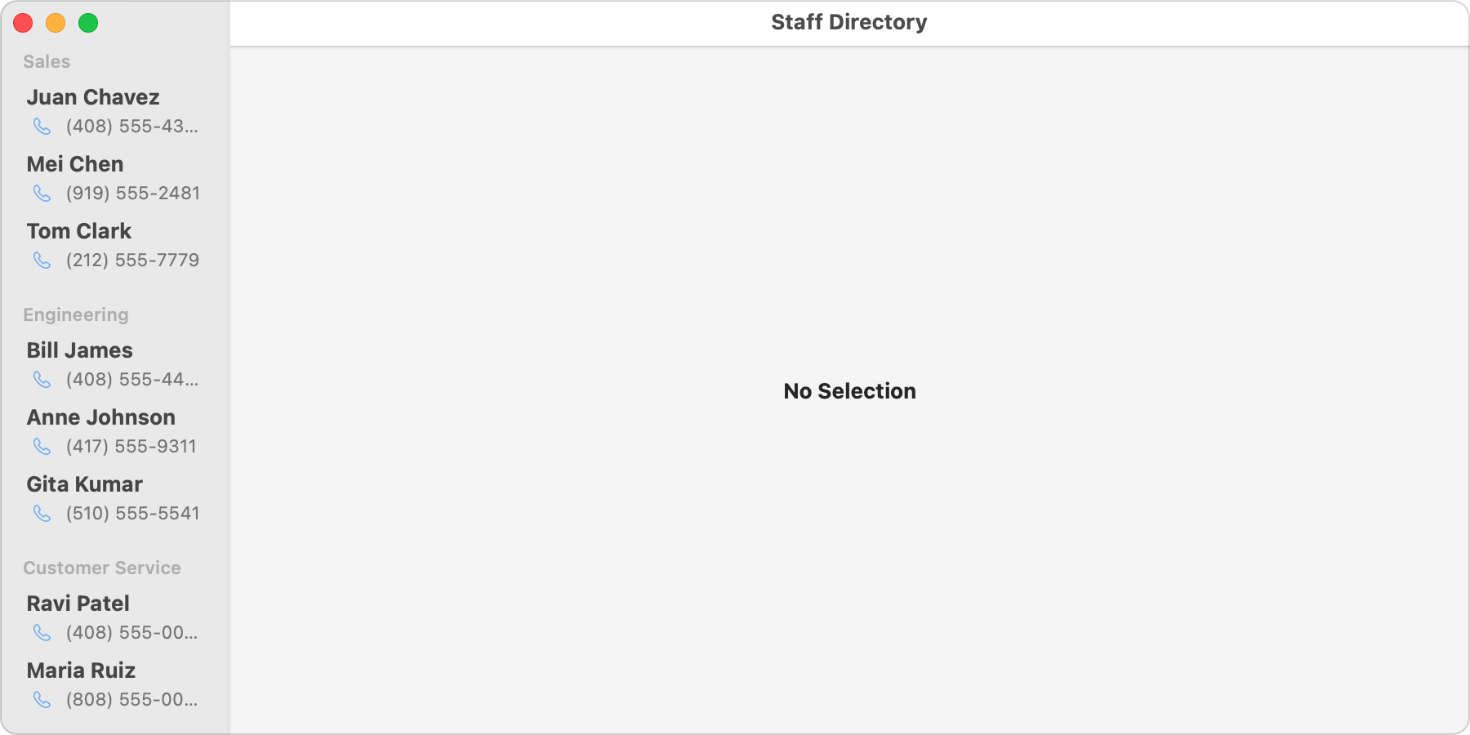 Staff Directory
Sales
Juan Chavez
(408) 555-43...
Mei Chen
(919) 555-2481
Tom Clark
(212) 555-7779
Engineering
Bill James
(408) 555-44...
Anne Johnson
(417) 555-9311
Gita Kumar
(510) 555-5541
Customer Service
Ravi Patel
(408) 555-00...
Maria Ruiz
(808) 555-00...
No Selection